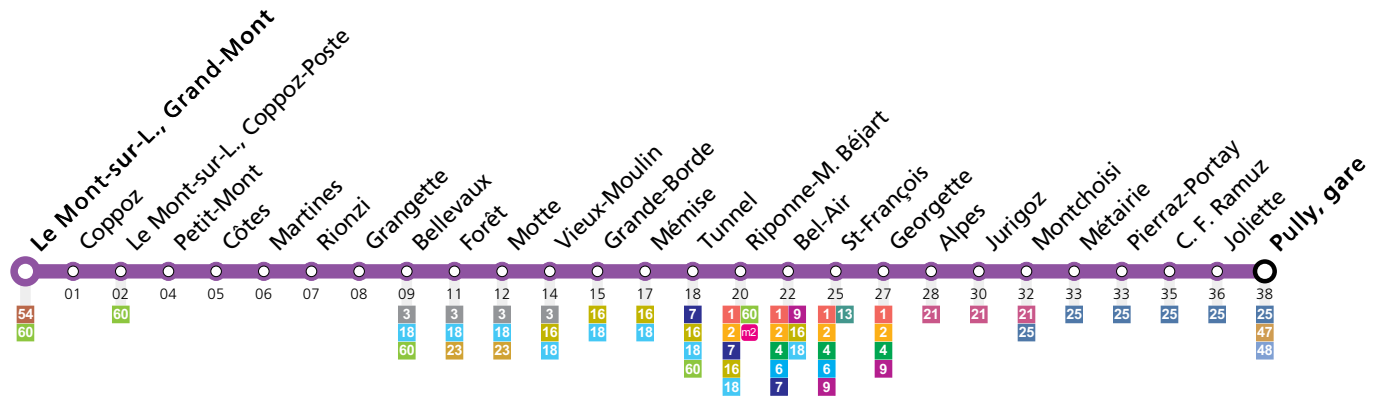 Le Mont-sur-L., Grand-Mont
Coppoz
Le Mont-sur-L., Coppoz-Poste
Petit-Mont
Côtes
Martines
Rionzi
Grangette
Bellevaux
Forêt
Motte
Vieux-Moulin
Grande-Borde
Mémise
Tunnel
Riponne-M. Béjart
Bel-Air
St-François
Georgette
Alpes
Jurigoz
Montchoisi
Métairie
Pierraz-Portay
C. F. Ramuz
Joliette
Pully, gare
01 02 04 05 06 07 08 09 11 12 14 15 17 18 20 22 25 27 28 30 32 33 33 35 36 38
54 60 3 3 3 3 16 16 7 1 60 1 9 1 13 1 21 21 21 25 25 25 25 25
60 18 18 18 16 18 18 16 2 m2 2 16 2 2 25 47
60 23 23 18 18 7 4 18 4 4 48
60 16 6 6 9
18 7 9